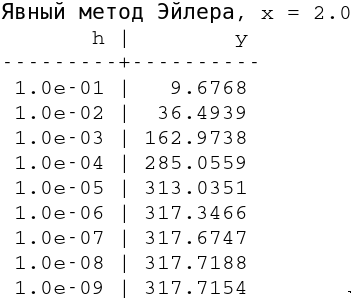 Явный метод Эйлера, x = 2.0
h | y
---------+----------
1.0e-01 | 9.6768
1.0e-02 | 36.4939
1.0e-03 | 162.9738
1.0e-04 | 285.0559
1.0e-05 | 313.0351
1.0e-06 | 317.3466
1.0e-07 | 317.6747
1.0e-08 | 317.7188
1.0e-09 | 317.7154